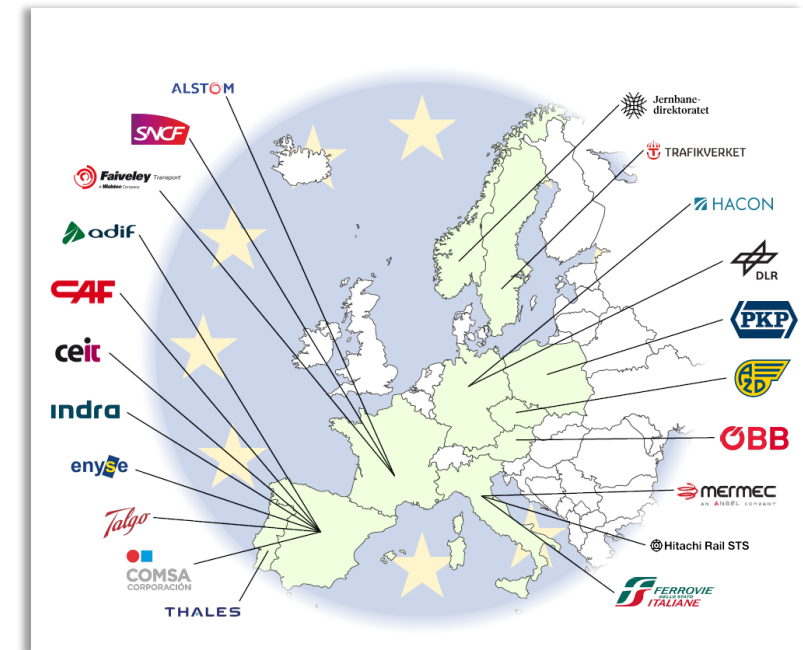 ALSTOM
SNCF
Faiveley Transport
A Wabtec Company
adif
CAF
ceit
indra
enyse
Talgo
COMSA
CORPORACIÓN
THALES
Jernbane-
direktoratet
TRAFIKVERKET
HACON
DLR
PKP
AŽD
ÖBB
mermec
AN ANGEL COMPANY
Hitachi Rail STS
FERROVIE
DELLO STATO
ITALIANE